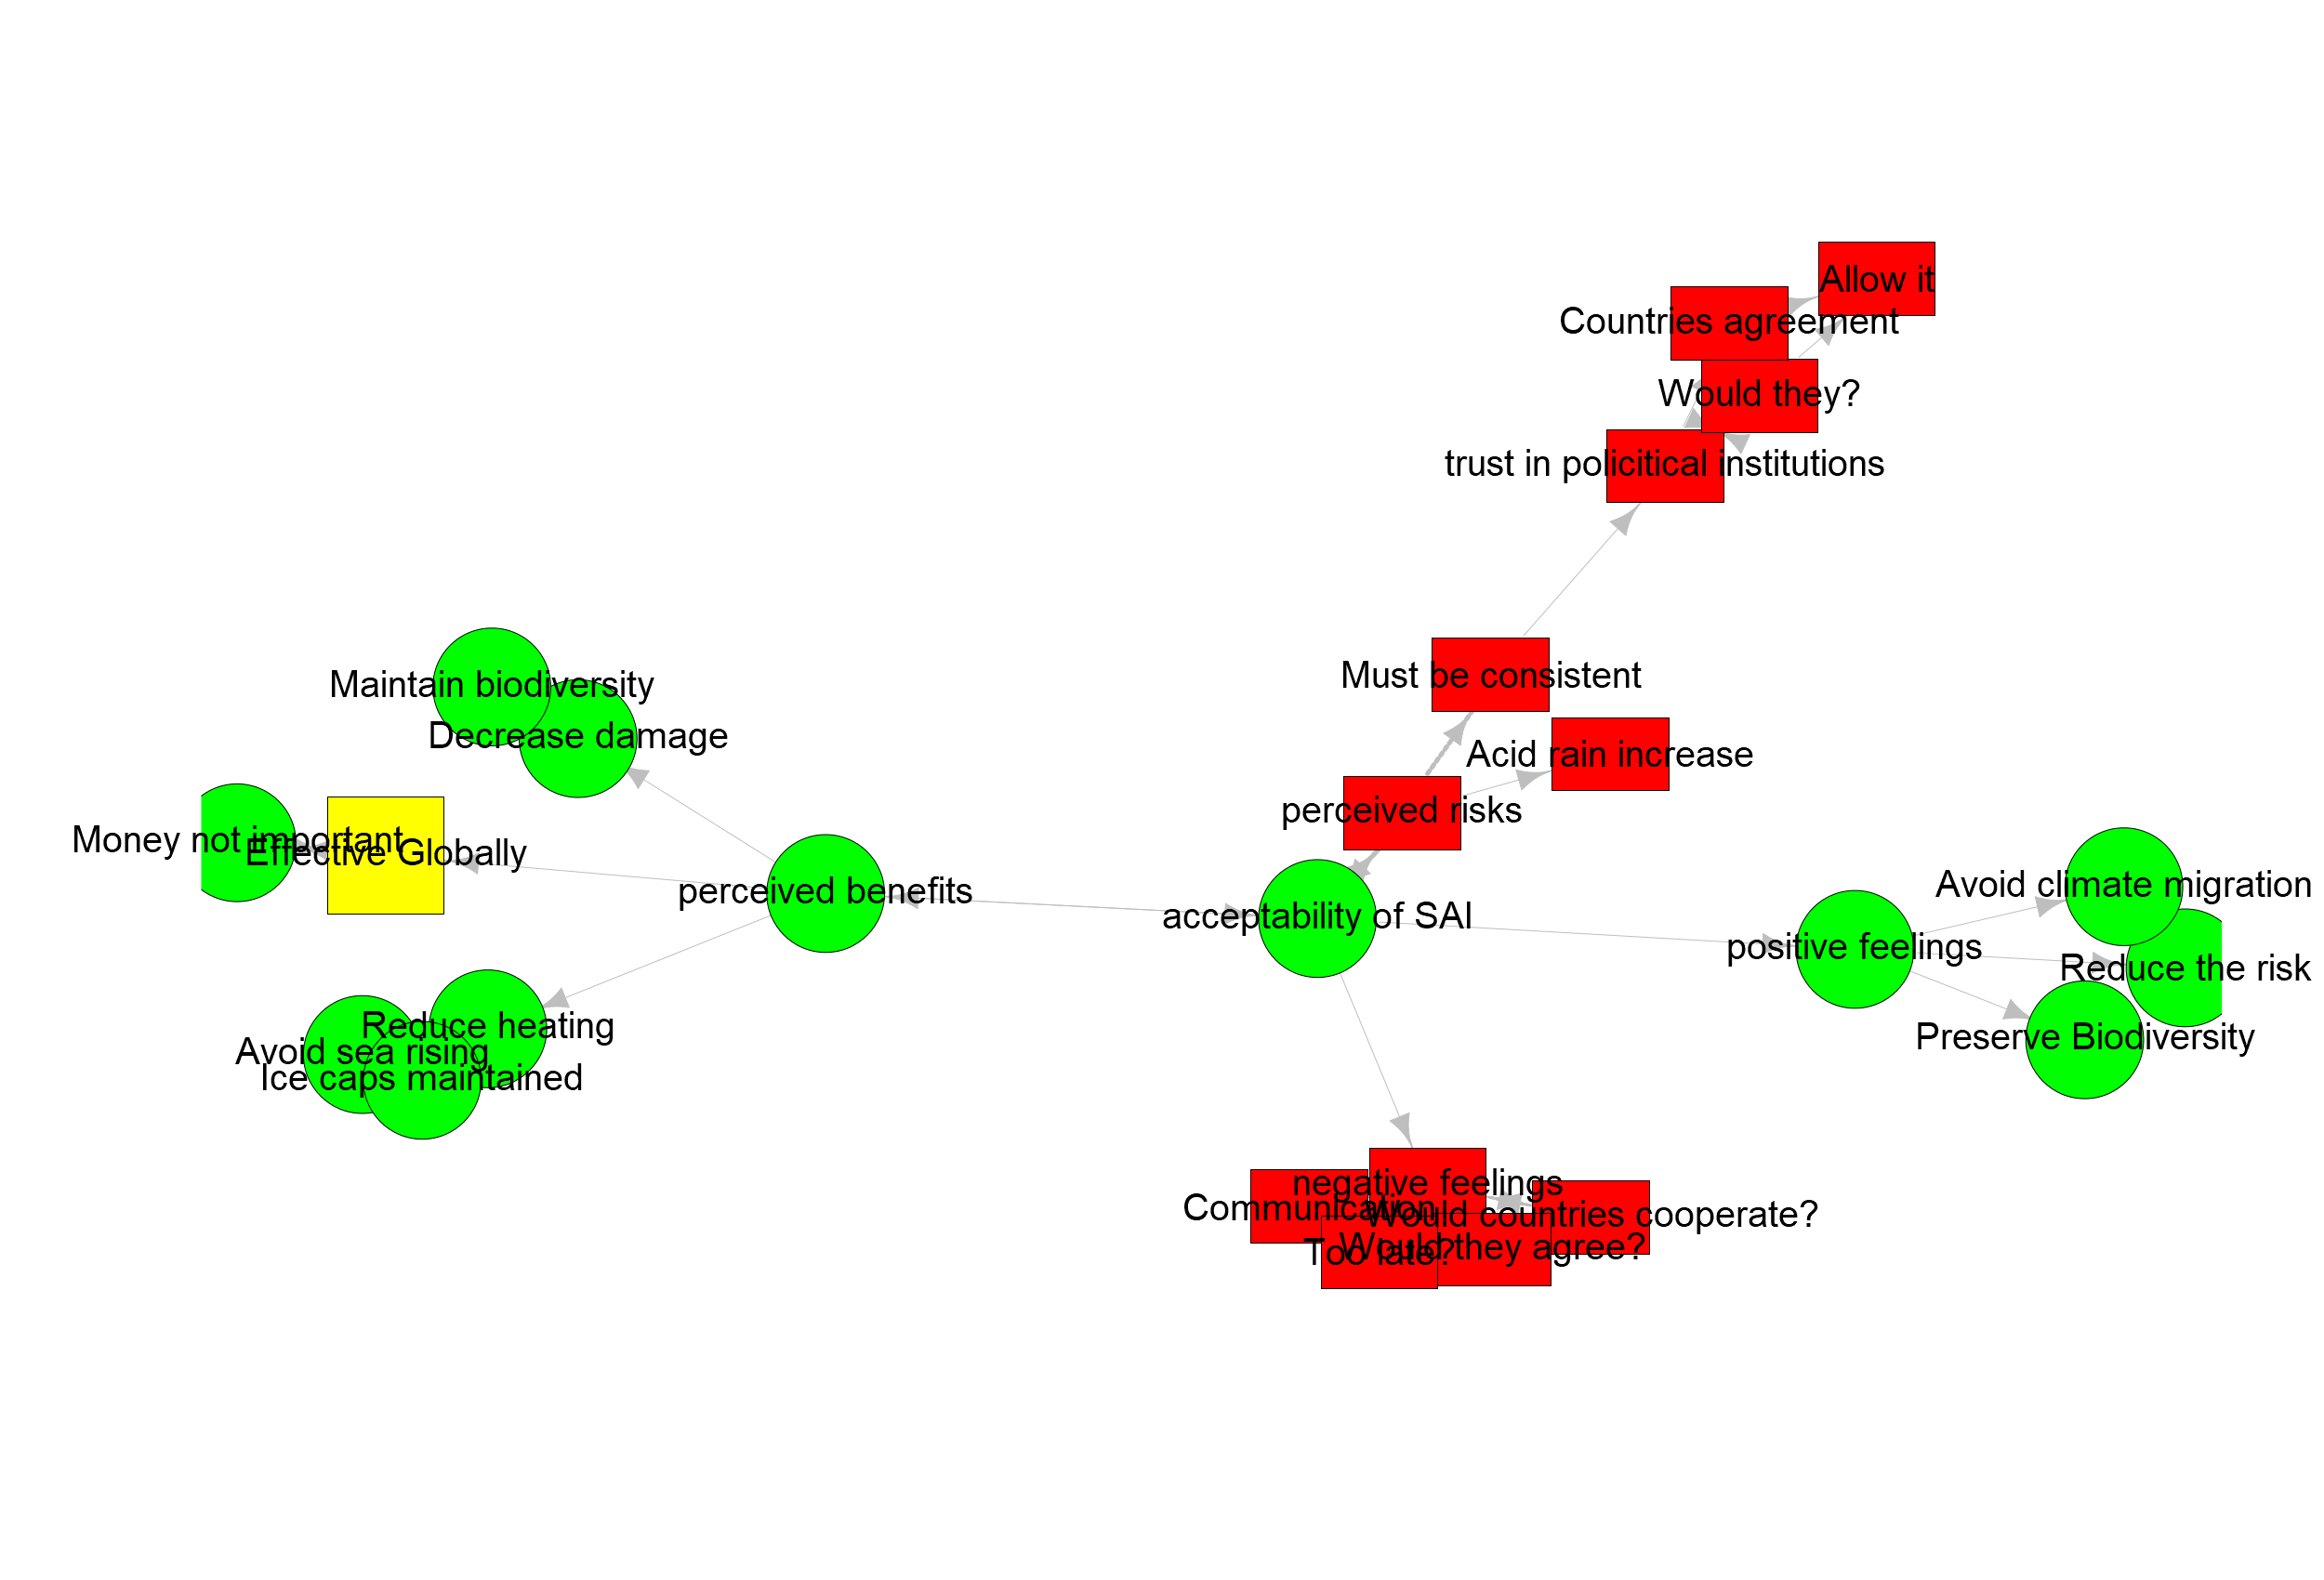 Allow it
Countries agreement
Would they?
trust in policitical institutions
Must be consistent
Maintain biodiversity
Decrease damage
Acid rain increase
perceived risks
Money not important
Effective Globally
perceived benefits
acceptability of SAI
Avoid climate migration
positive feelings
Reduce the risk
Reduce heating
Avoid sea rising
Ice caps maintained
Preserve Biodiversity
negative feelings
Communication
Would countries cooperate?
Would they agree?
Too late?